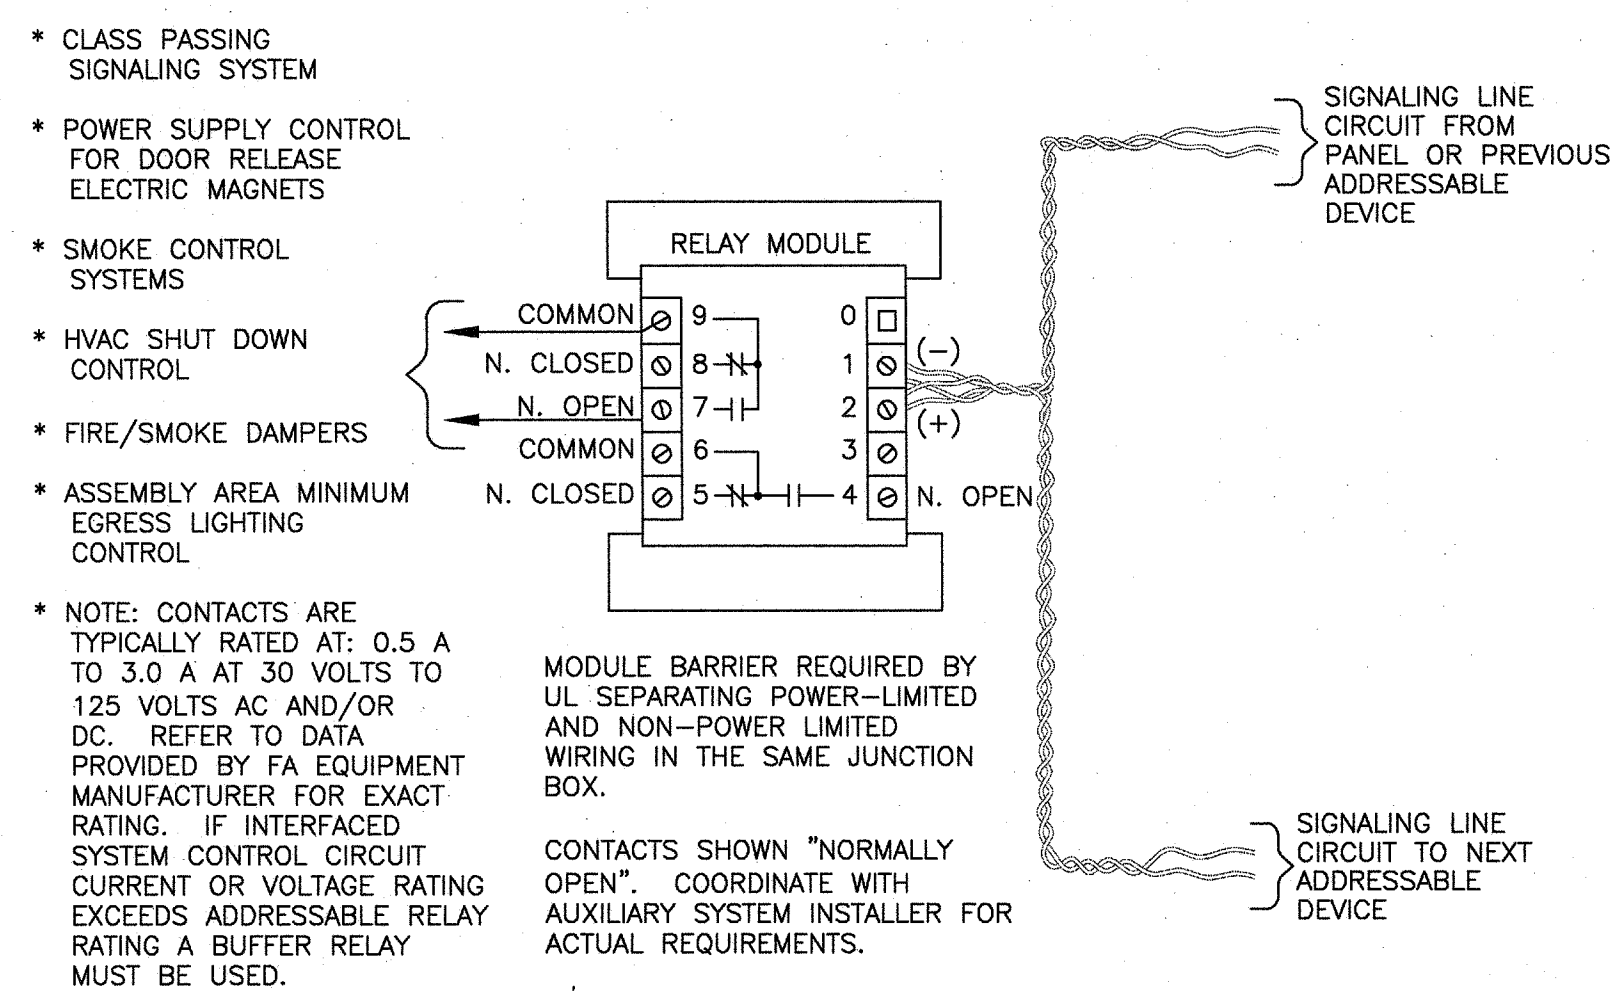 * CLASS PASSING
SIGNALING SYSTEM
* POWER SUPPLY CONTROL
FOR DOOR RELEASE
ELECTRIC MAGNETS
* SMOKE CONTROL
SYSTEMS
* HVAC SHUT DOWN
CONTROL
* FIRE/SMOKE DAMPERS
* ASSEMBLY AREA MINIMUM
EGRESS LIGHTING
CONTROL
* NOTE: CONTACTS ARE
TYPICALLY RATED AT: 0.5 A
TO 3.0 A AT 30 VOLTS TO
125 VOLTS AC AND/OR
DC. REFER TO DATA
PROVIDED BY FA EQUIPMENT
MANUFACTURER FOR EXACT
RATING. IF INTERFACED
SYSTEM CONTROL CIRCUIT
CURRENT OR VOLTAGE RATING
EXCEEDS ADDRESSABLE RELAY
RATING A BUFFER RELAY
MUST BE USED.
RELAY MODULE
COMMON 9 0
N. CLOSED 8 1 (-)
N. OPEN 7 2 (+)
COMMON 6 3
N. CLOSED 5 4 N. OPEN
MODULE BARRIER REQUIRED BY
UL SEPARATING POWER-LIMITED
AND NON-POWER LIMITED
WIRING IN THE SAME JUNCTION
BOX.
CONTACTS SHOWN "NORMALLY
OPEN". COORDINATE WITH
AUXILIARY SYSTEM INSTALLER FOR
ACTUAL REQUIREMENTS.
SIGNALING LINE
CIRCUIT FROM
PANEL OR PREVIOUS
ADDRESSABLE
DEVICE
SIGNALING LINE
CIRCUIT TO NEXT
ADDRESSABLE
DEVICE